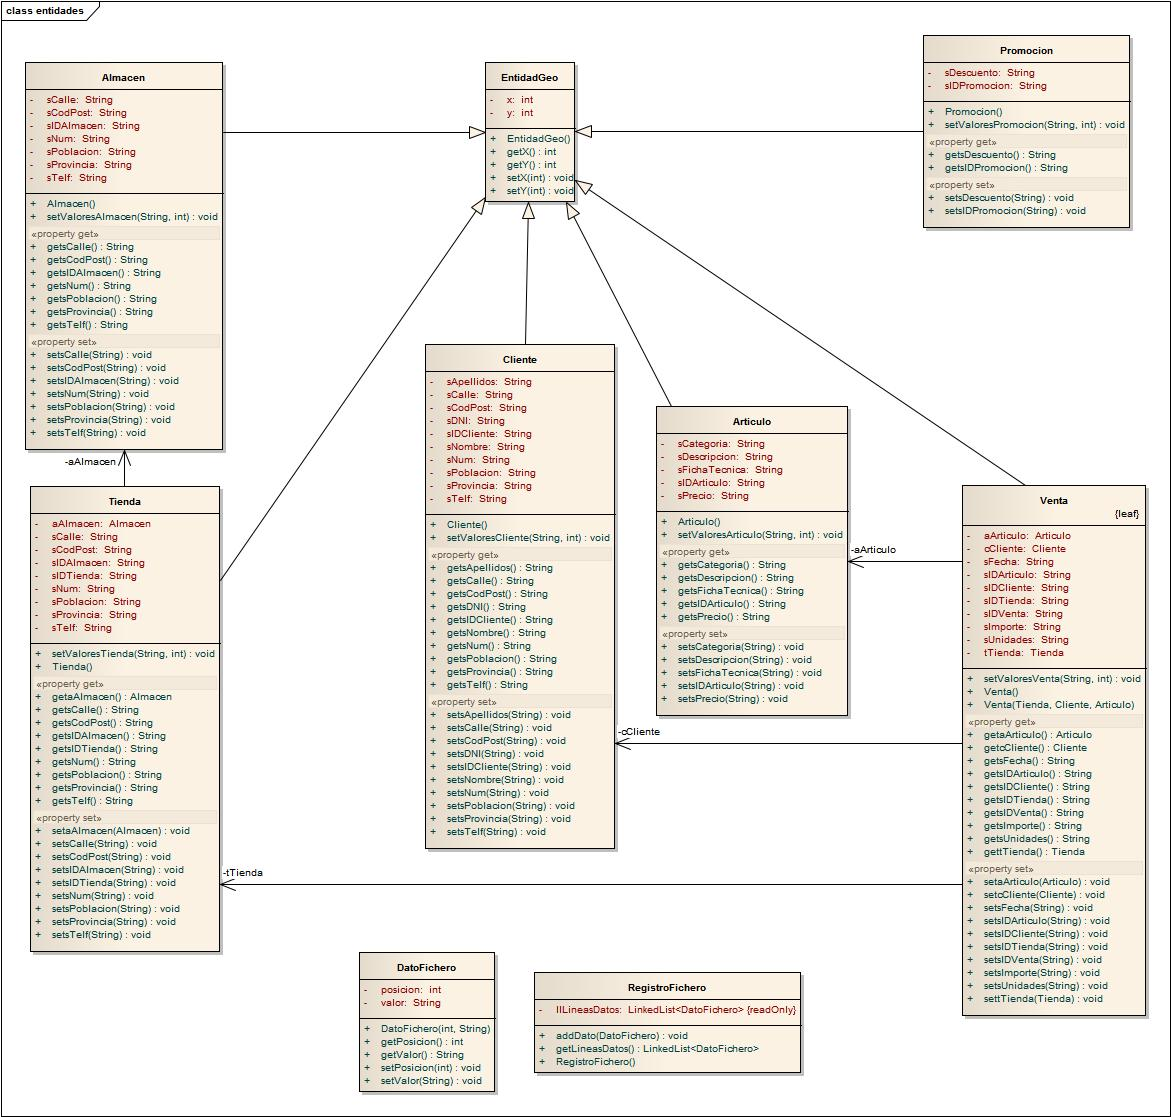 class entidades
Almacen
- sCalle: String
- sCodPost: String
- sIDAlmacen: String
- sNum: String
- sPoblacion: String
- sProvincia: String
- sTelf: String
+ Almacen()
+ setValoresAlmacen(String, int) : void
«property get»
+ getsCalle() : String
+ getsCodPost() : String
+ getsIDAlmacen() : String
+ getsNum() : String
+ getsPoblacion() : String
+ getsProvincia() : String
+ getsTelf() : String
«property set»
+ setsCalle(String) : void
+ setsCodPost(String) : void
+ setsIDAlmacen(String) : void
+ setsNum(String) : void
+ setsPoblacion(String) : void
+ setsProvincia(String) : void
+ setsTelf(String) : void
EntidadGeo
- x: int
- y: int
+ EntidadGeo()
+ getX() : int
+ getY() : int
+ setX(int) : void
+ setY(int) : void
Promocion
- sDescuento: String
- sIDPromocion: String
+ Promocion()
+ setValoresPromocion(String, int) : void
«property get»
+ getsDescuento() : String
+ getsIDPromocion() : String
«property set»
+ setsDescuento(String) : void
+ setsIDPromocion(String) : void
-aAlmacen
Tienda
- aAlmacen: Almacen
- sCalle: String
- sCodPost: String
- sIDAlmacen: String
- sIDTienda: String
- sNum: String
- sPoblacion: String
- sProvincia: String
- sTelf: String
+ setValoresTienda(String, int) : void
+ Tienda()
«property get»
+ getaAlmacen() : Almacen
+ getsCalle() : String
+ getsCodPost() : String
+ getsIDAlmacen() : String
+ getsIDTienda() : String
+ getsNum() : String
+ getsPoblacion() : String
+ getsProvincia() : String
+ getsTelf() : String
«property set»
+ setaAlmacen(Almacen) : void
+ setsCalle(String) : void
+ setsCodPost(String) : void
+ setsIDAlmacen(String) : void
+ setsIDTienda(String) : void
+ setsNum(String) : void
+ setsPoblacion(String) : void
+ setsProvincia(String) : void
+ setsTelf(String) : void
Cliente
- sApellidos: String
- sCalle: String
- sCodPost: String
- sDNI: String
- sIDCliente: String
- sNombre: String
- sNum: String
- sPoblacion: String
- sProvincia: String
- sTelf: String
+ Cliente()
+ setValoresCliente(String, int) : void
«property get»
+ getsApellidos() : String
+ getsCalle() : String
+ getsCodPost() : String
+ getsDNI() : String
+ getsIDCliente() : String
+ getsNombre() : String
+ getsNum() : String
+ getsPoblacion() : String
+ getsProvincia() : String
+ getsTelf() : String
«property set»
+ setsApellidos(String) : void
+ setsCalle(String) : void
+ setsCodPost(String) : void
+ setsDNI(String) : void
+ setsIDCliente(String) : void
+ setsNombre(String) : void
+ setsNum(String) : void
+ setsPoblacion(String) : void
+ setsProvincia(String) : void
+ setsTelf(String) : void
Articulo
- sCategoria: String
- sDescripcion: String
- sFichaTecnica: String
- sIDArticulo: String
- sPrecio: String
+ Articulo()
+ setValoresArticulo(String, int) : void
«property get»
+ getsCategoria() : String
+ getsDescripcion() : String
+ getsFichaTecnica() : String
+ getsIDArticulo() : String
+ getsPrecio() : String
«property set»
+ setsCategoria(String) : void
+ setsDescripcion(String) : void
+ setsFichaTecnica(String) : void
+ setsIDArticulo(String) : void
+ setsPrecio(String) : void
-aArticulo
-cCliente
-tTienda
Venta
{leaf}
- aArticulo: Articulo
- cCliente: Cliente
- sFecha: String
- sIDArticulo: String
- sIDCliente: String
- sIDTienda: String
- sIDVenta: String
- sImporte: String
- sUnidades: String
- tTienda: Tienda
+ setValoresVenta(String, int) : void
+ Venta()
+ Venta(Tienda, Cliente, Articulo)
«property get»
+ getaArticulo() : Articulo
+ getcCliente() : Cliente
+ getsFecha() : String
+ getsIDArticulo() : String
+ getsIDCliente() : String
+ getsIDTienda() : String
+ getsIDVenta() : String
+ getsImporte() : String
+ getsUnidades() : String
+ gettTienda() : Tienda
«property set»
+ setaArticulo(Articulo) : void
+ setcCliente(Cliente) : void
+ setsFecha(String) : void
+ setsIDArticulo(String) : void
+ setsIDCliente(String) : void
+ setsIDTienda(String) : void
+ setsIDVenta(String) : void
+ setsImporte(String) : void
+ setsUnidades(String) : void
+ settTienda(Tienda) : void
DatoFichero
- posicion: int
- valor: String
+ DatoFichero(int, String)
+ getPosicion() : int
+ getValor() : String
+ setPosicion(int) : void
+ setValor(String) : void
RegistroFichero
- llLineasDatos: LinkedList<DatoFichero> {readOnly}
+ addDato(DatoFichero) : void
+ getLineasDatos() : LinkedList<DatoFichero>
+ RegistroFichero()